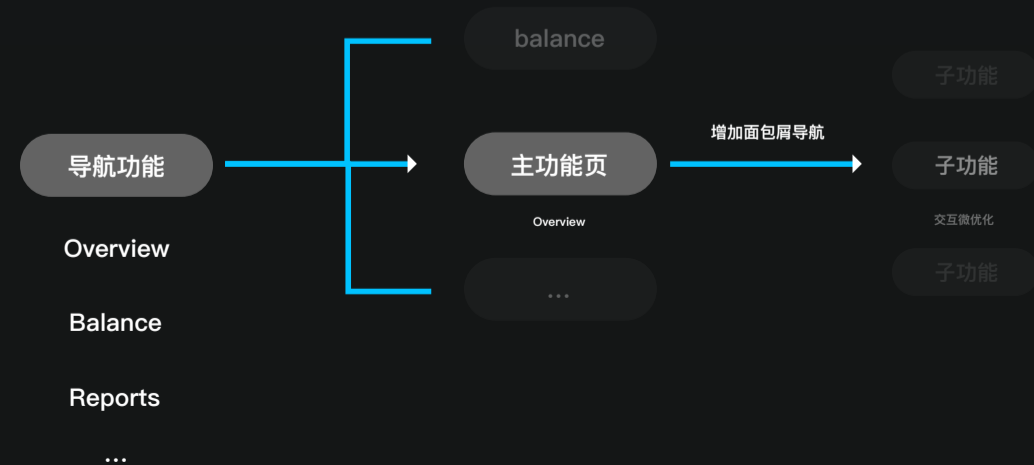 导航功能
Overview
Balance
Reports
...
balance
主功能页
Overview
...
增加面包屑导航
子功能
子功能
交互微优化
子功能